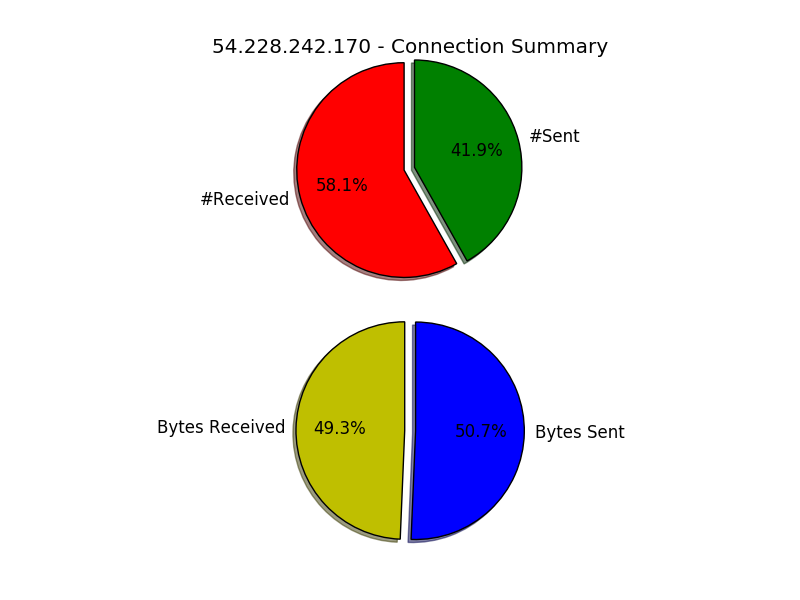 54.228.242.170 - Connection Summary
#Sent
41.9%
58.1%
#Received
Bytes Received
49.3%
50.7%
Bytes Sent